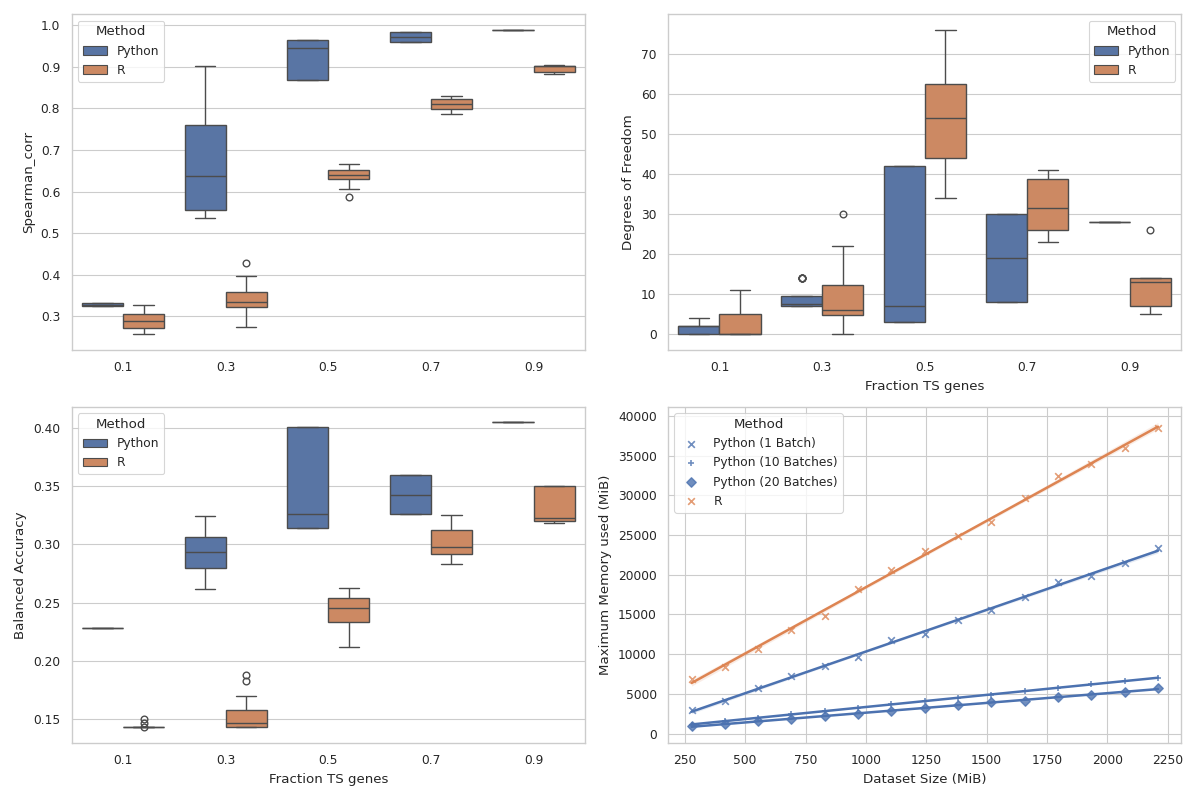 Spearman_corr
1.0
0.9
0.8
0.7
0.6
0.5
0.4
0.3
Method
Python
R
0.1 0.3 0.5 0.7 0.9
Degrees of Freedom
70
60
50
40
30
20
10
0
Method
Python
R
0.1 0.3 0.5 0.7 0.9
Fraction TS genes
Balanced Accuracy
0.40
0.35
0.30
0.25
0.20
0.15
Method
Python
R
0.1 0.3 0.5 0.7 0.9
Fraction TS genes
Maximum Memory used (MiB)
40000
35000
30000
25000
20000
15000
10000
5000
0
Method
Python (1 Batch)
Python (10 Batches)
Python (20 Batches)
R
250 500 750 1000 1250 1500 1750 2000 2250
Dataset Size (MiB)